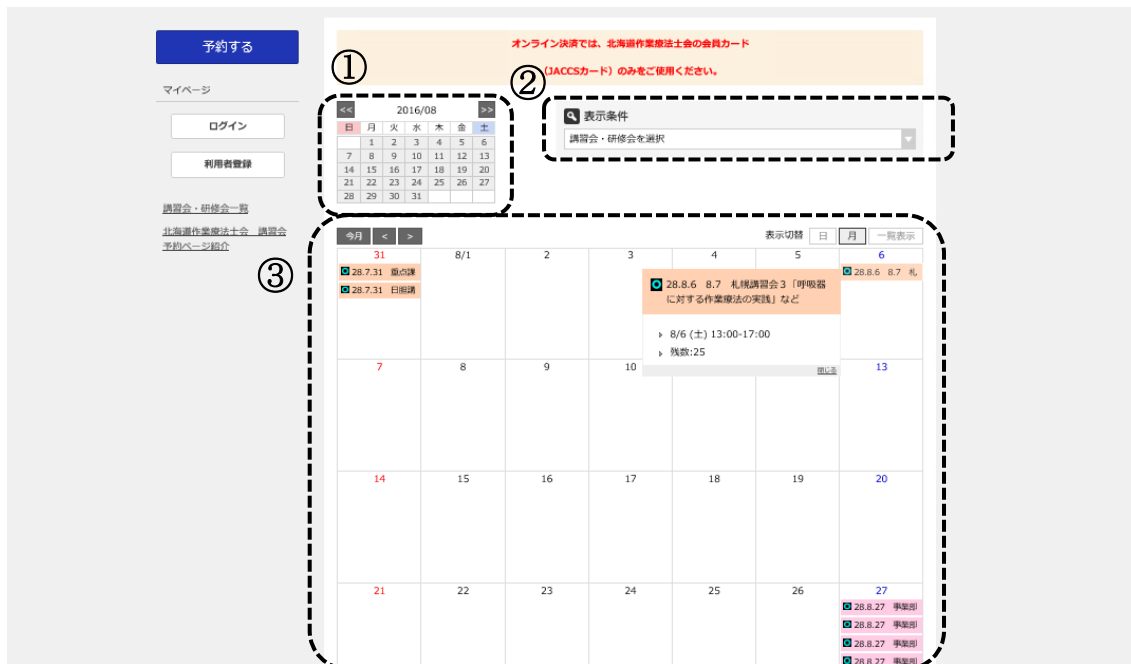 予約する
マイページ
ログイン
利用者登録
講習会・研修会一覧
北海道作業療法士会　講習会
予約ページ紹介
オンライン決済では、北海道作業療法士会の会員カード
(JACCSカード）のみをご使用ください。
①
<< 2016/08 >>
日 月 火 水 木 金 土
1 2 3 4 5 6
7 8 9 10 11 12 13
14 15 16 17 18 19 20
21 22 23 24 25 26 27
28 29 30 31
②
表示条件
講習会・研修会を選択
③
今月 < >
表示切替 日 月 一覧表示
31 8/1 2 3 4 5 6
28.7.31　重点課
28.8.6　8.7　札
28.7.31　日照講
28.8.6　8.7　札幌講習会３「呼吸器
に対する作業療法の実践」など
8/6 (土) 13:00-17:00
残数:25
閉じる
7 8 9 10 13
14 15 16 17 18 19 20
21 22 23 24 25 26 27
28.8.27　事業部
28.8.27　事業部
28.8.27　事業部
28.8.27　事業部